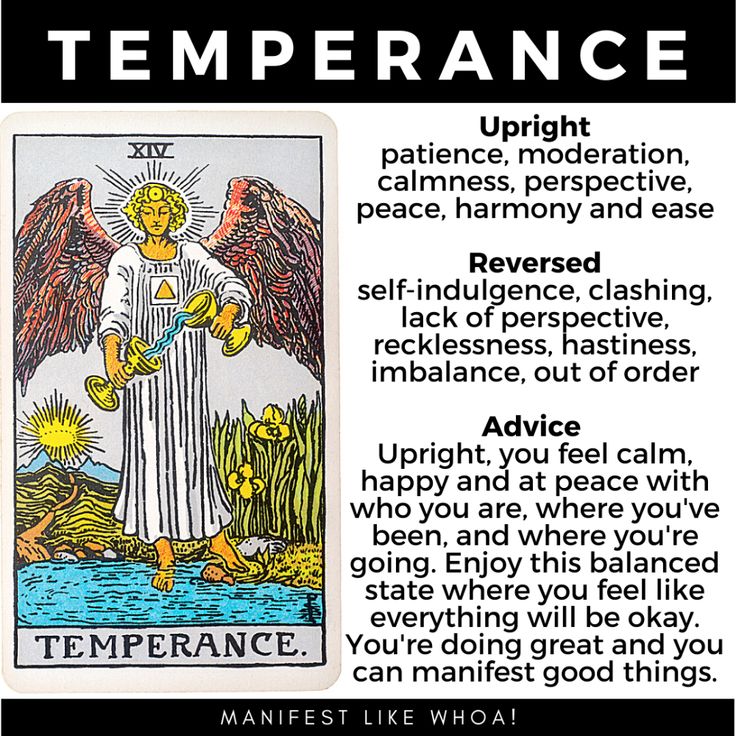 TEMPERANCE
XIV
TEMPERANCE.
Upright
patience, moderation,
calmness, perspective,
peace, harmony and ease
Reversed
self-indulgence, clashing,
lack of perspective,
recklessness, hastiness,
imbalance, out of order
Advice
Upright, you feel calm,
happy and at peace with
who you are, where you've
been, and where you're
going. Enjoy this balanced
state where you feel like
everything will be okay.
You're doing great and you
can manifest good things.
MANIFEST LIKE WHOA!